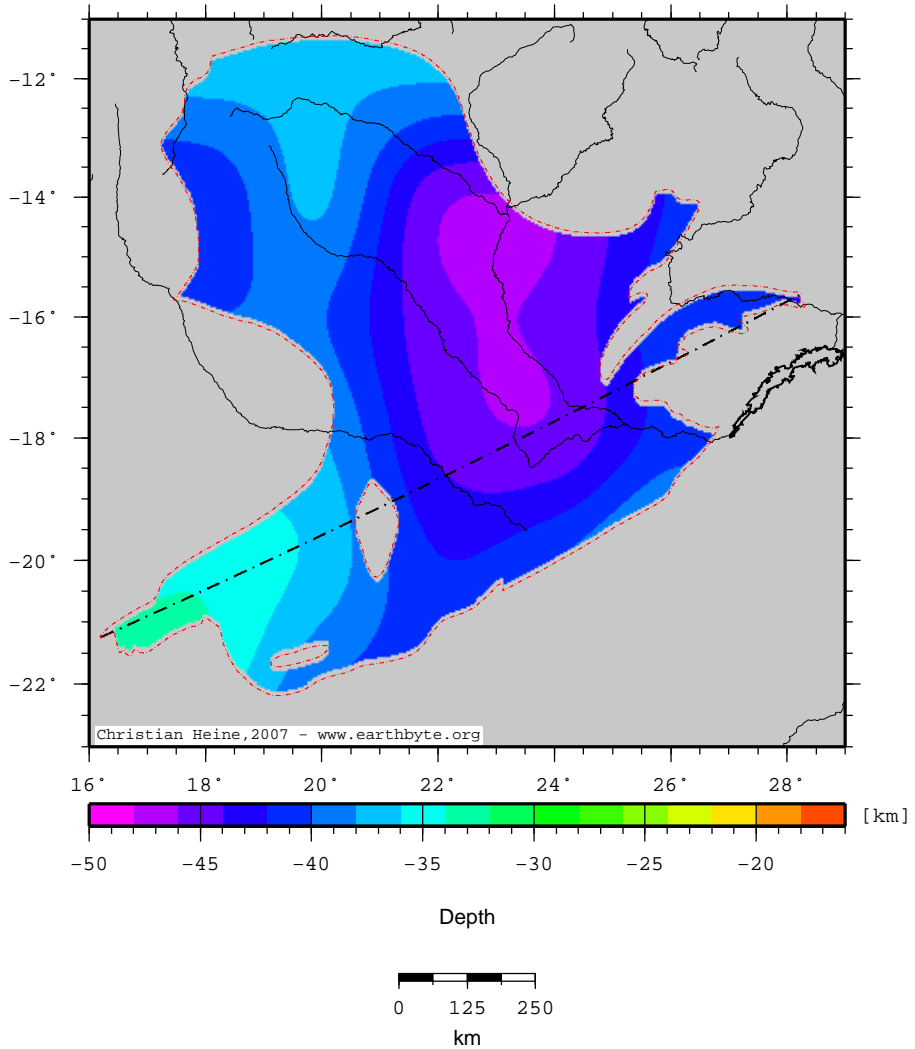 −12˚
−14˚
−16˚
−18˚
−20˚
−22˚
Christian Heine,2007 − www.earthbyte.org
16˚ 18˚ 20˚ 22˚ 24˚ 26˚ 28˚
[km]
−50 −45 −40 −35 −30 −25 −20
Depth
0 125 250
km